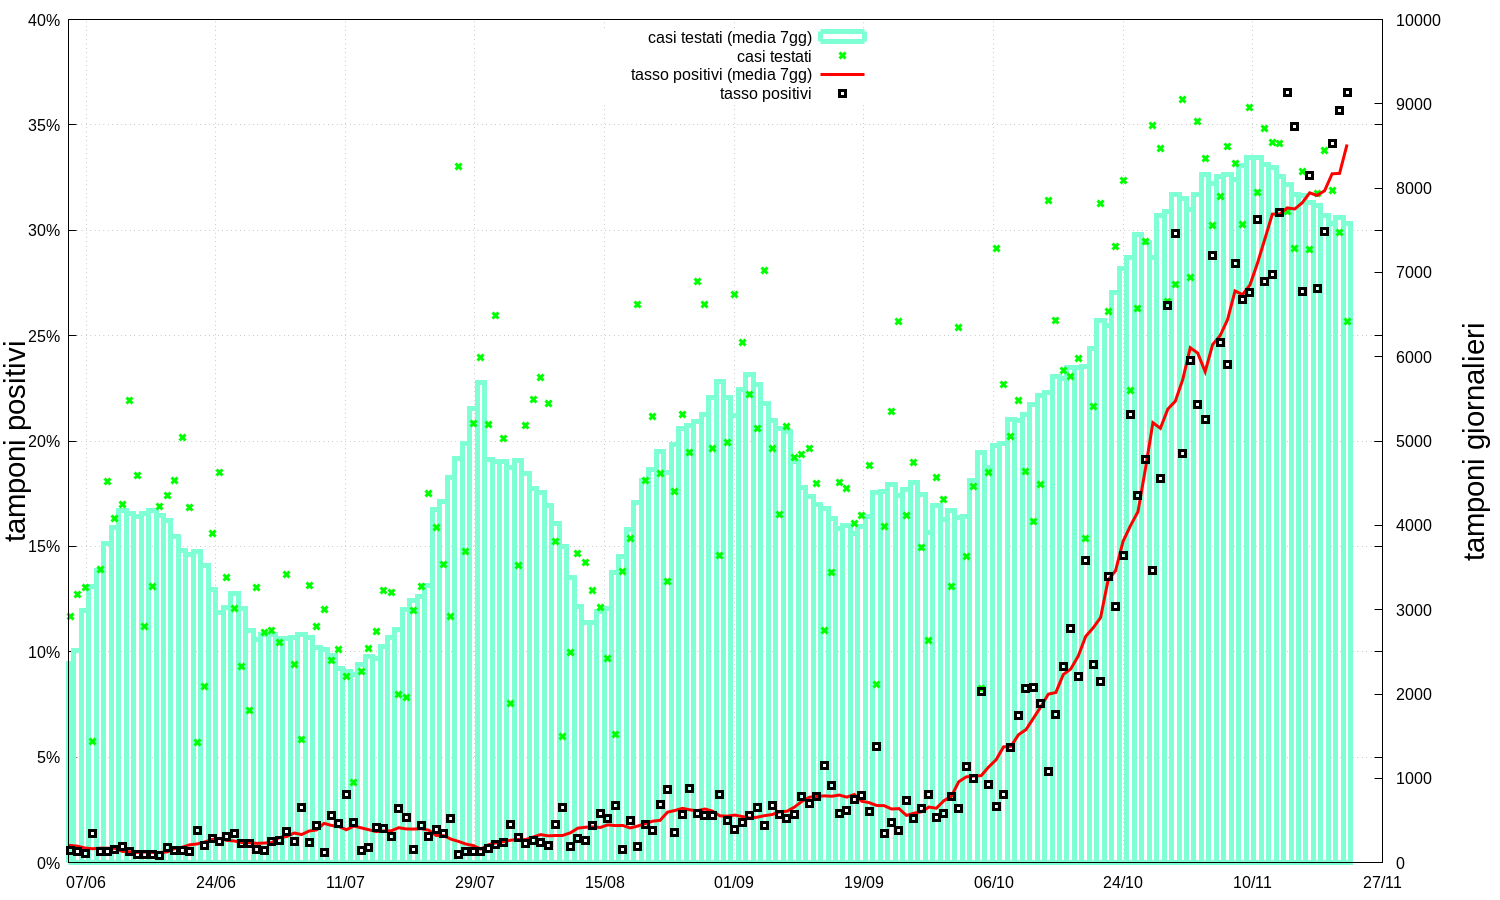 40%
35%
30%
25%
20%
15%
10%
5%
0%
tamponi positivi
casi testati (media 7gg)
casi testati
tasso positivi (media 7gg)
tasso positivi
10000
9000
8000
7000
6000
5000
4000
3000
2000
1000
0
tamponi giornalieri
07/06 24/06 11/07 29/07 15/08 01/09 19/09 06/10 24/10 10/11 27/11